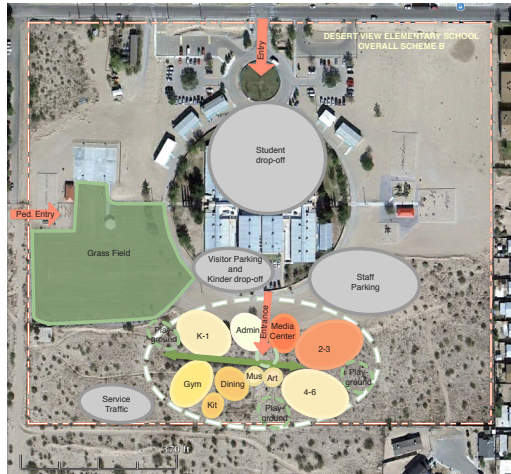 DESERT VIEW ELEMENTARY SCHOOL
OVERALL SCHEME B
Entry
Student
drop-off
Ped. Entry
Grass Field
Visitor Parking
and
Kinder drop-off
Staff
Parking
Entrance
Play-
ground
K-1
Admin
Media
Center
2-3
Gym
Dining
Mus
Art
4-6
Play-
ground
Kit
Play-
ground
Service
Traffic
370 ft